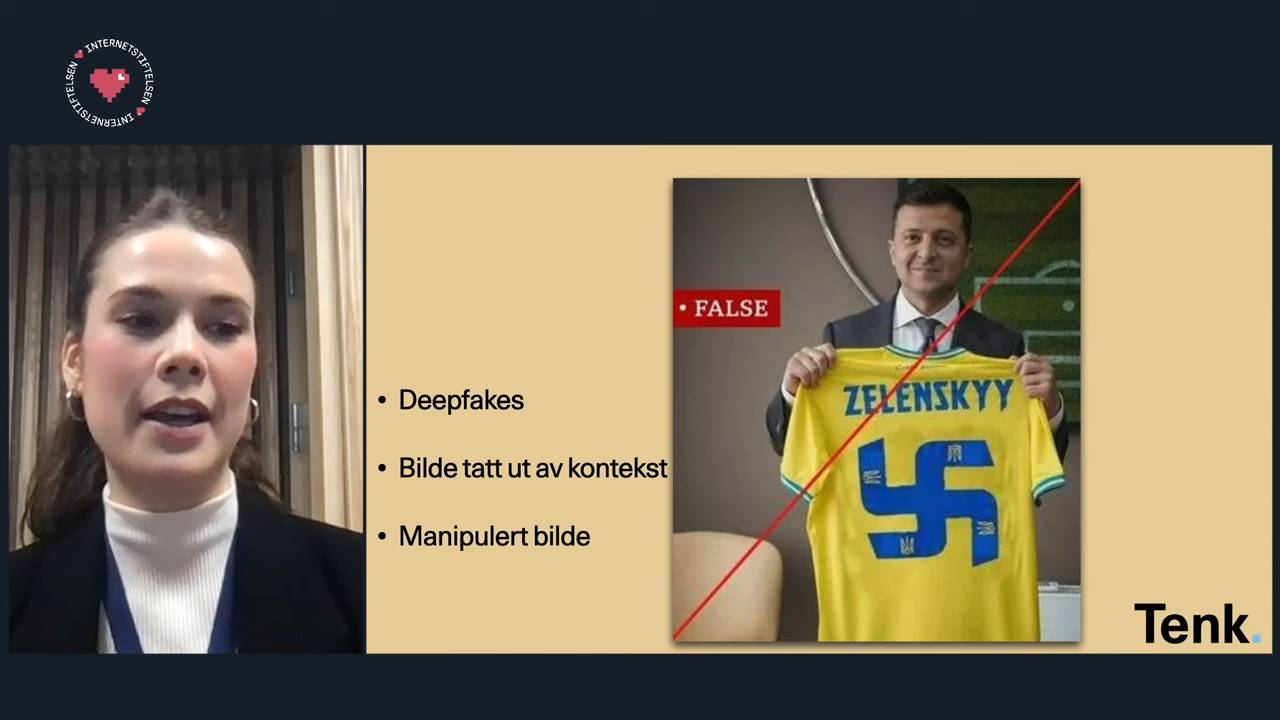 INTERNETSTIFTELSEN
INTERNETSTIFTELSEN
• FALSE
ZELENSKYY
• Deepfakes
• Bilde tatt ut av kontekst
• Manipulert bilde
Tenk.